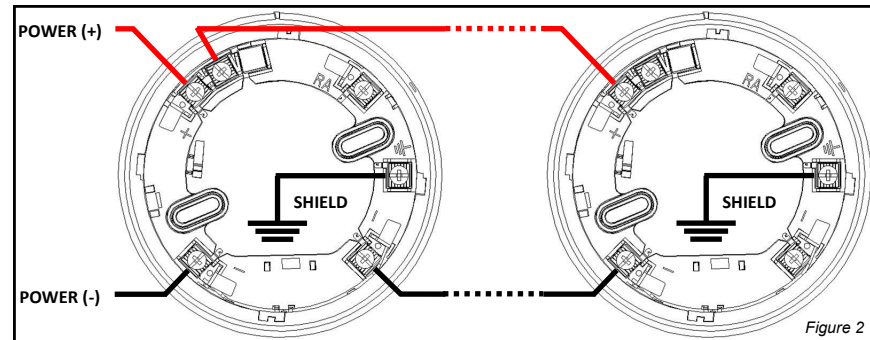 POWER (+)
RA
RA
+
+
SHIELD
SHIELD
−
−
−
−
POWER (-)
Figure 2